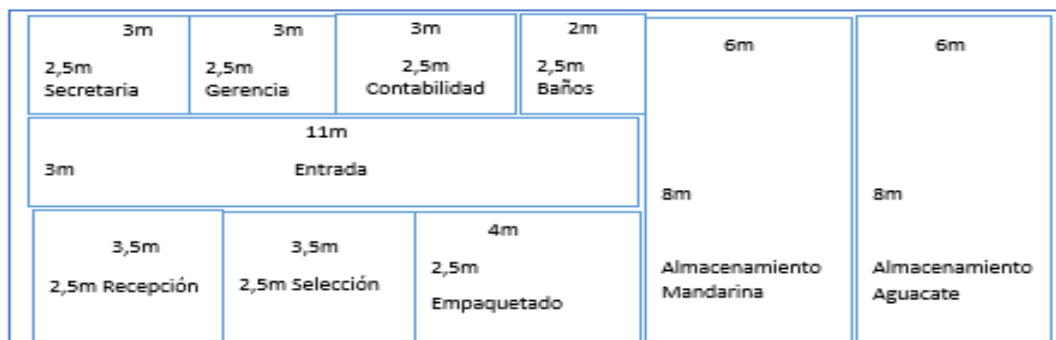 3m
2,5m
Secretaria
3m
2,5m
Gerencia
3m
2,5m
Contabilidad
2m
2,5m
Baños
6m
8m
Almacenamiento
Mandarina
6m
8m
Almacenamiento
Aguacate
11m
3m Entrada
3,5m
2,5m Recepción
3,5m
2,5m Selección
4m
2,5m
Empaquetado